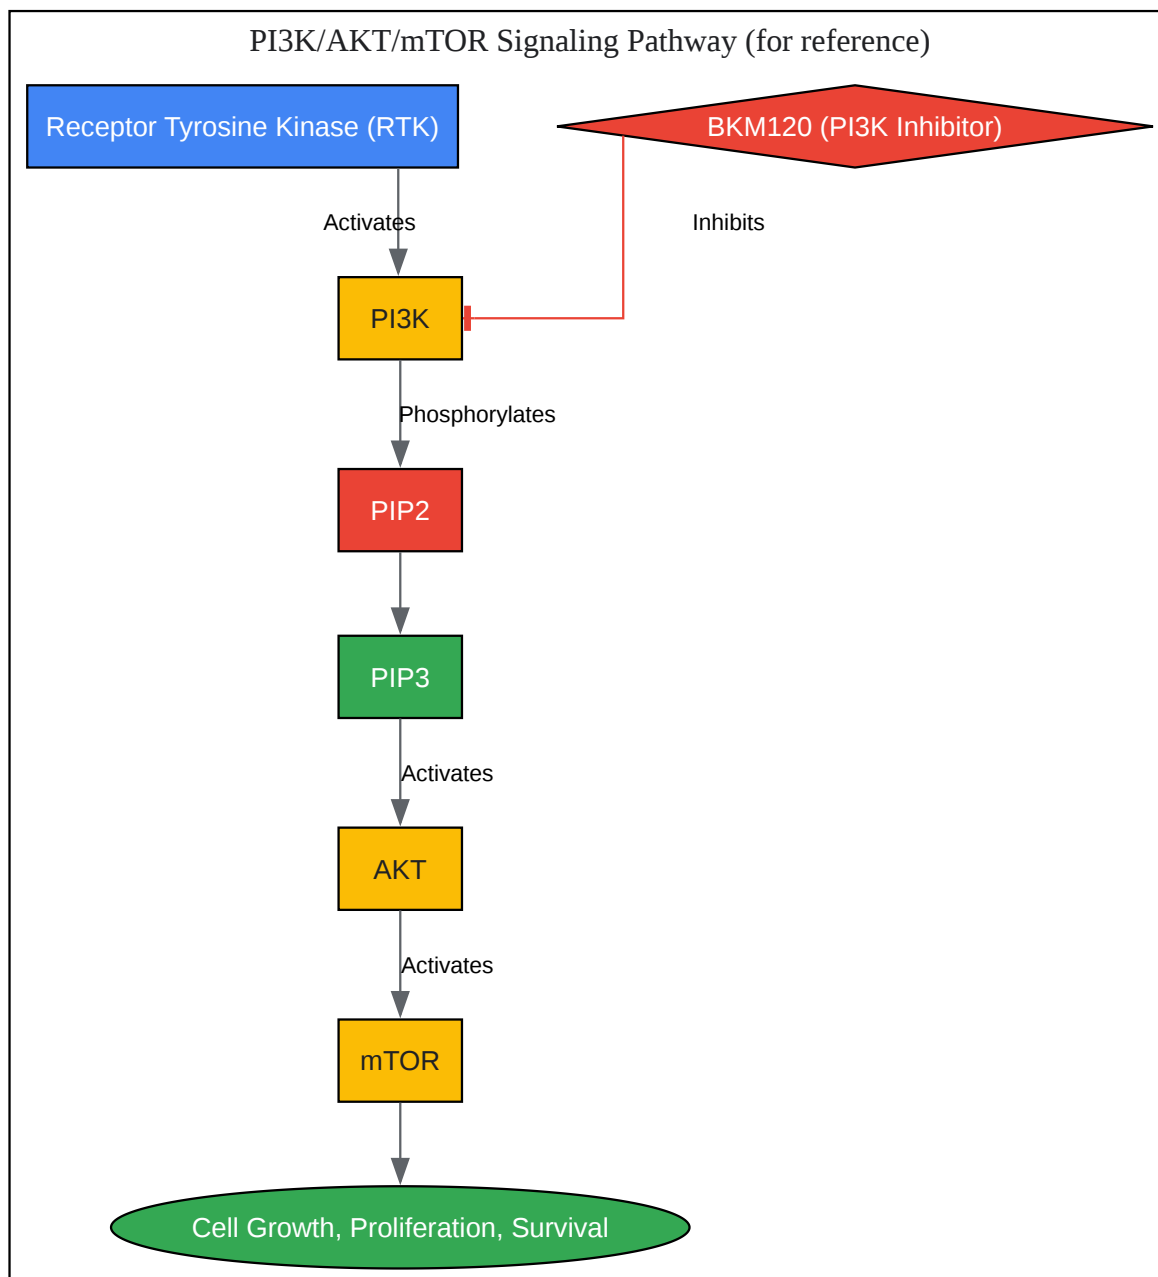 PI3K/AKT/mTOR Signaling Pathway (for reference)
Receptor Tyrosine Kinase (RTK)
BKM120 (PI3K Inhibitor)
Activates
Inhibits
PI3K
Phosphorylates
PIP2
PIP3
Activates
AKT
Activates
mTOR
Cell Growth, Proliferation, Survival